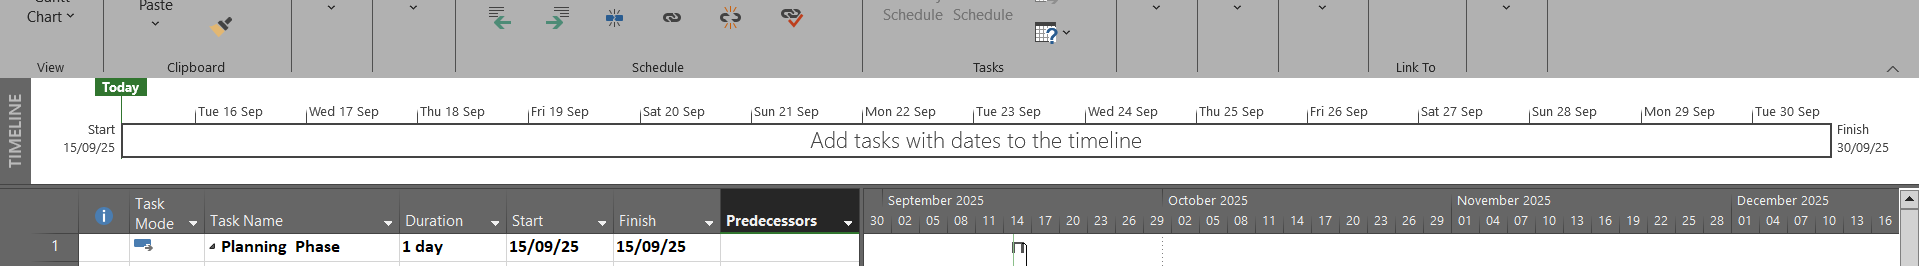 Chart
Paste
Schedule Schedule
View
Clipboard
Schedule
Tasks
Link To
Today
TIMELINE
Start
15/09/25
Tue 16 Sep
Wed 17 Sep
Thu 18 Sep
Fri 19 Sep
Sat 20 Sep
Sun 21 Sep
Mon 22 Sep
Tue 23 Sep
Wed 24 Sep
Thu 25 Sep
Fri 26 Sep
Sat 27 Sep
Sun 28 Sep
Mon 29 Sep
Tue 30 Sep
Add tasks with dates to the timeline
Finish
30/09/25
Task
Mode
Task Name
Duration
Start
Finish
Predecessors
September 2025
October 2025
November 2025
December 2025
30 02 05 08 11 14 17 20 23 26 29 02 05 08 11 14 17 20 23 26 29 01 04 07 10 13 16 19 22 25 28 01 04 07 10 13 16
1 Planning Phase 1 day 15/09/25 15/09/25